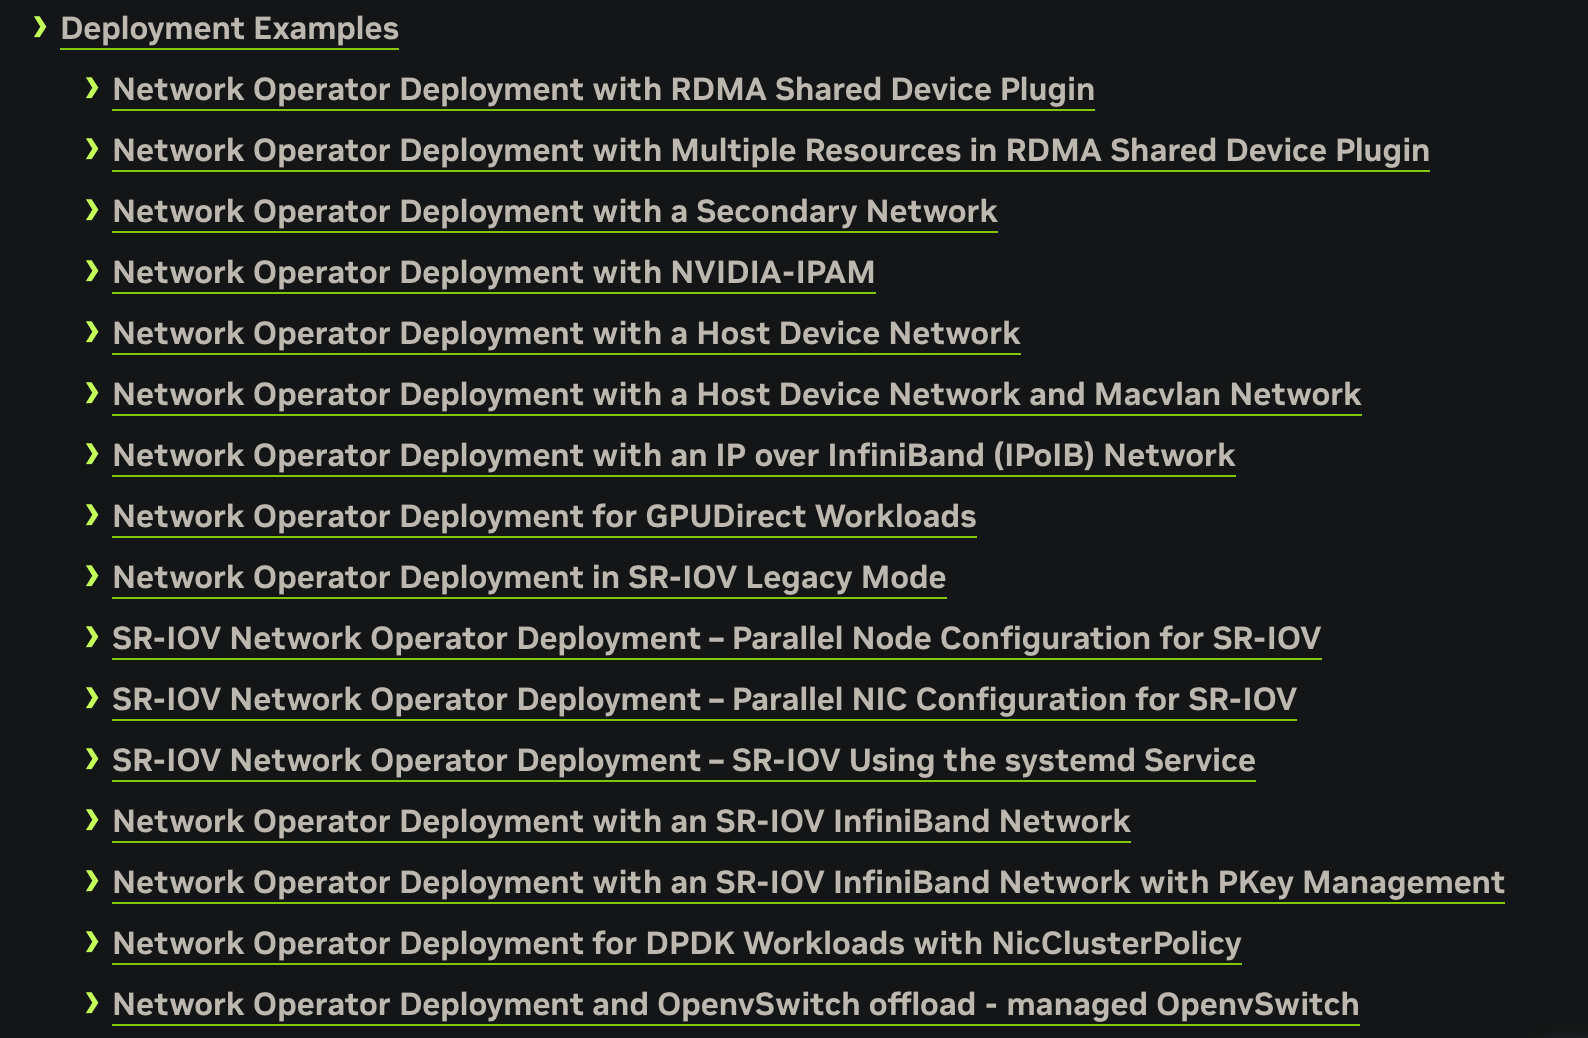 Deployment Examples
Network Operator Deployment with RDMA Shared Device Plugin
Network Operator Deployment with Multiple Resources in RDMA Shared Device Plugin
Network Operator Deployment with a Secondary Network
Network Operator Deployment with NVIDIA-IPAM
Network Operator Deployment with a Host Device Network
Network Operator Deployment with a Host Device Network and Macvlan Network
Network Operator Deployment with an IP over InfiniBand (IPoIB) Network
Network Operator Deployment for GPUDirect Workloads
Network Operator Deployment in SR-IOV Legacy Mode
SR-IOV Network Operator Deployment – Parallel Node Configuration for SR-IOV
SR-IOV Network Operator Deployment – Parallel NIC Configuration for SR-IOV
SR-IOV Network Operator Deployment – SR-IOV Using the systemd Service
Network Operator Deployment with an SR-IOV InfiniBand Network
Network Operator Deployment with an SR-IOV InfiniBand Network with PKey Management
Network Operator Deployment for DPDK Workloads with NicClusterPolicy
Network Operator Deployment and OpenvSwitch offload - managed OpenvSwitch